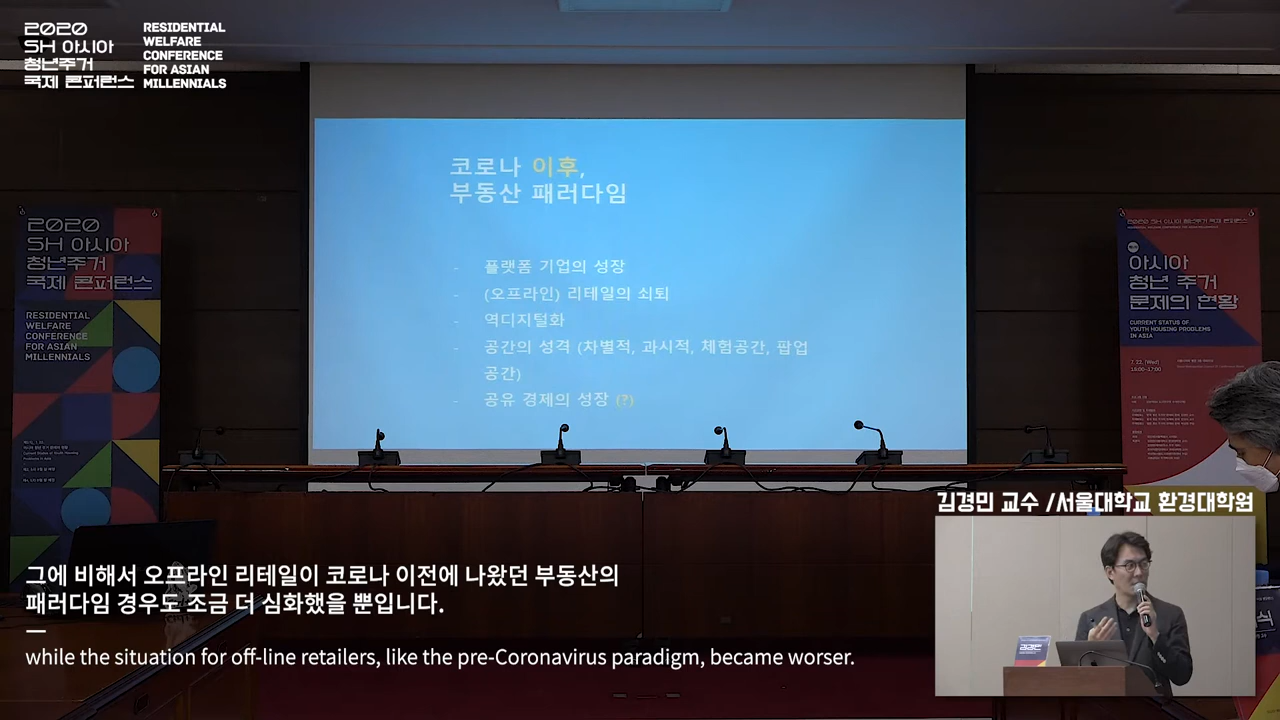 2020
SH 아시아
청년주거
국제 콘퍼런스
RESIDENTIAL
WELFARE
CONFERENCE
FOR ASIAN
MILLENNIALS
코로나 이후,
부동산 패러다임
- 플랫폼 기업의 성장
- (오프라인) 리테일의 쇠퇴
- 역디지털화
- 공간의 성격 (차별적, 과시적, 체험공간, 팝업
공간)
- 공유 경제의 성장 (?)
2020
SH 아시아
청년주거
국제 콘퍼런스
RESIDENTIAL
WELFARE
CONFERENCE
FOR ASIAN
MILLENNIALS
아시아
청년 주거
문제의 현황
CURRENT STATUS OF
YOUTH HOUSING PROBLEMS
IN ASIA
7. 22. (Wed)
김경민 교수 /서울대학교 환경대학원
그에 비해서 오프라인 리테일이 코로나 이전에 나왔던 부동산의
패러다임 경우도 조금 더 심화했을 뿐입니다.
while the situation for off-line retailers, like the pre-Coronavirus paradigm, became worser.